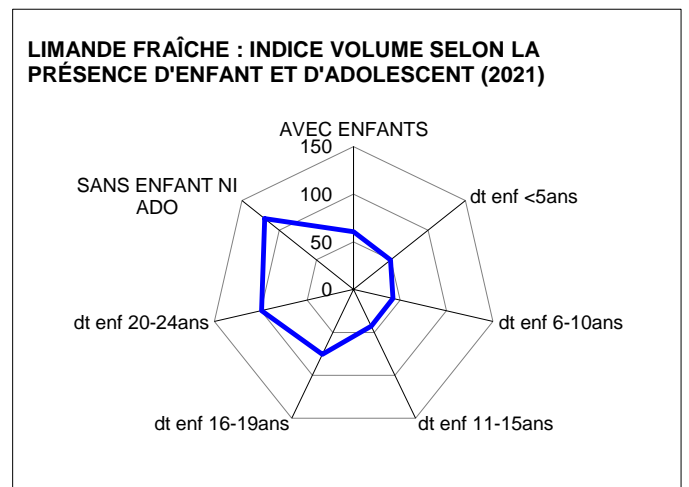 LIMANDE FRAÎCHE : INDICE VOLUME SELON LA
PRÉSENCE D'ENFANT ET D'ADOLESCENT (2021)
AVEC ENFANTS
150
100
50
0
dt enf <5ans
dt enf 6-10ans
dt enf 11-15ans
dt enf 16-19ans
dt enf 20-24ans
SANS ENFANT NI
ADO